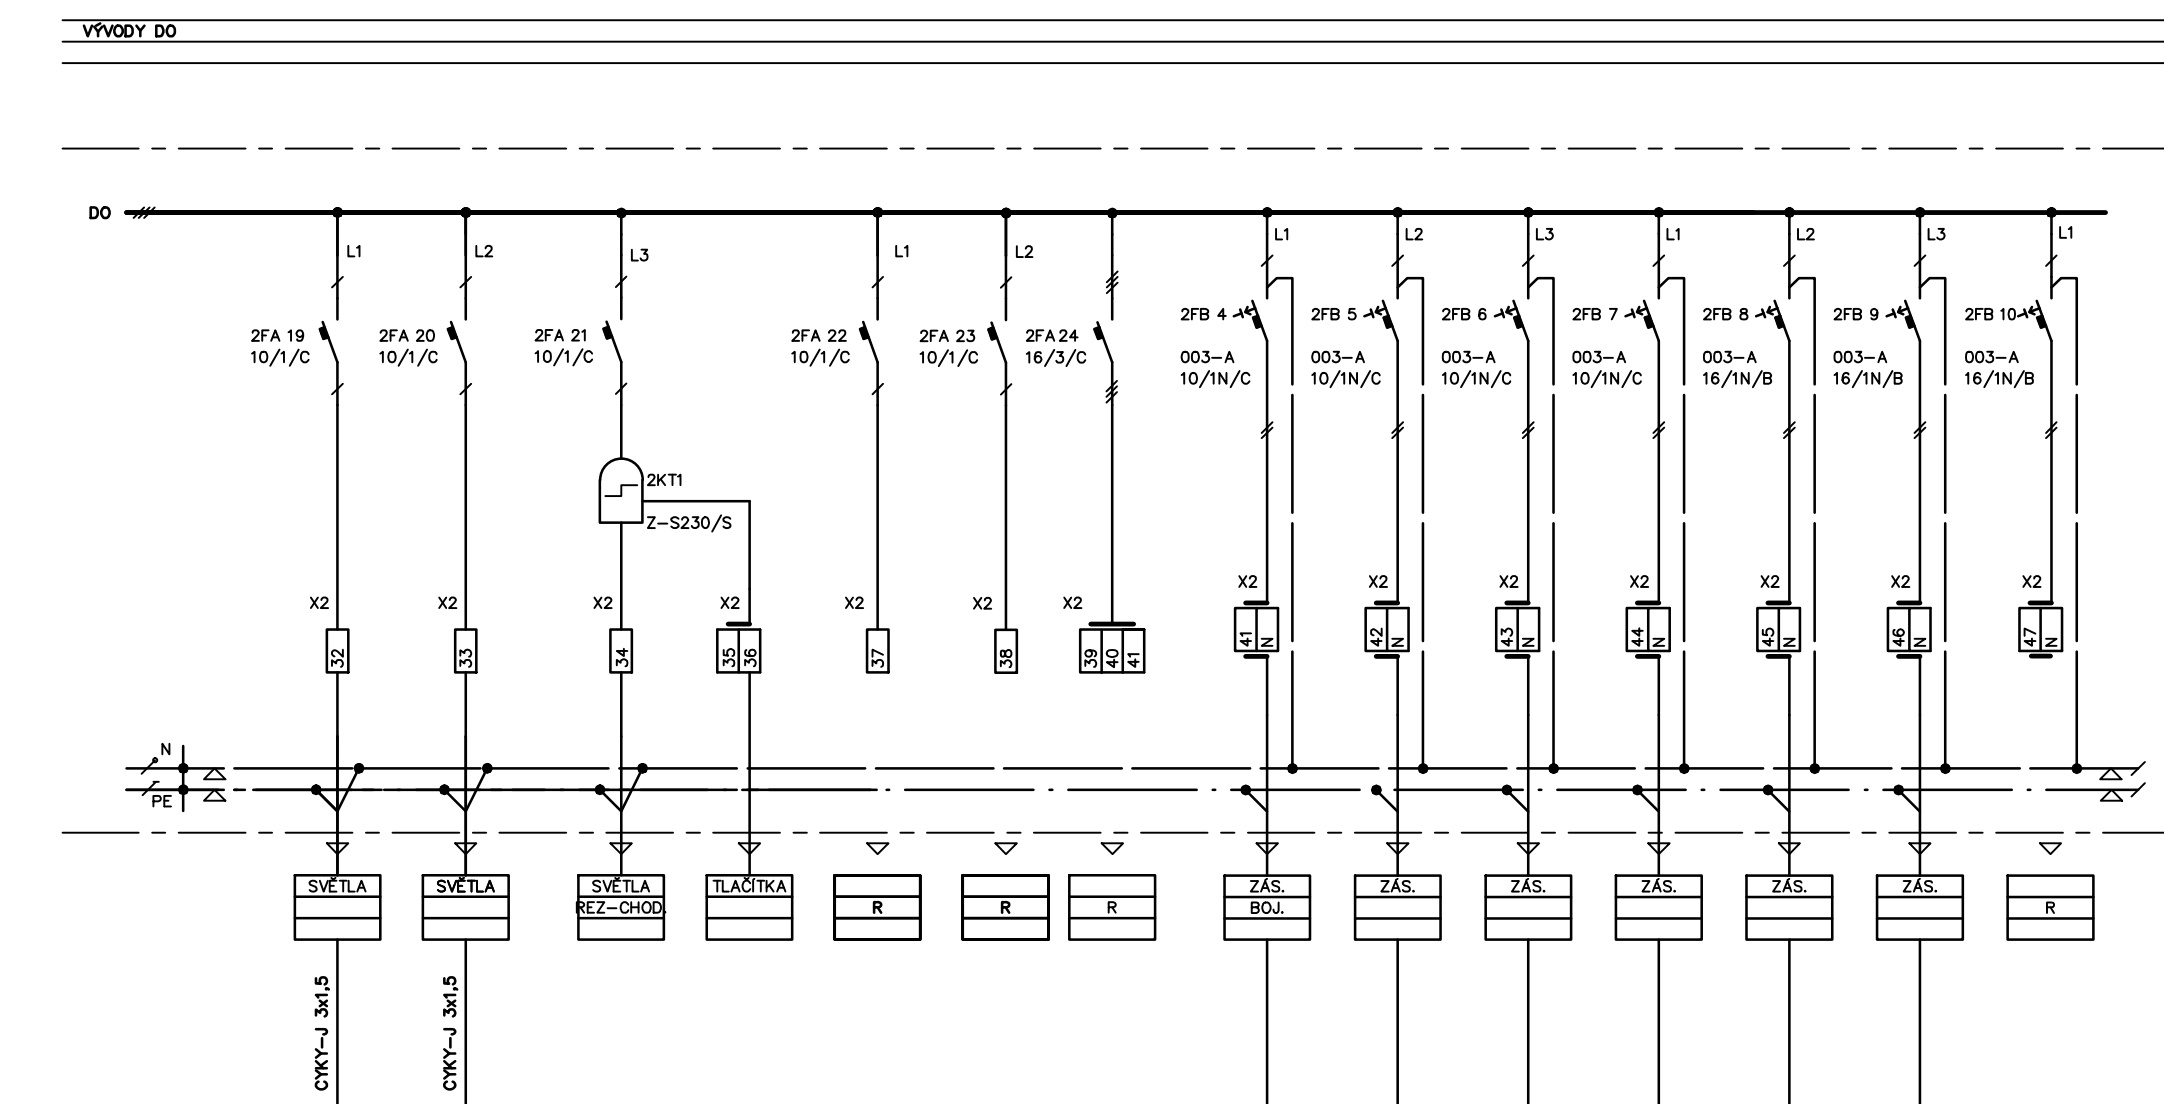 VÝVODY DO
DO
L1
L2
L3
L1
L2
L1
L2
L3
L1
L2
L3
L1
2FA 19
10/1/C
2FA 20
10/1/C
2FA 21
10/1/C
2FA 22
10/1/C
2FA 23
10/1/C
2FA 24
16/3/C
2FB 4
003-A
10/1N/C
2FB 5
003-A
10/1N/C
2FB 6
003-A
10/1N/C
2FB 7
003-A
10/1N/C
2FB 8
003-A
16/1N/B
2FB 9
003-A
16/1N/B
2FB 10
003-A
16/1N/B
2KT1
Z-S230/S
X2
32
X2
33
X2
34
X2
35
36
X2
37
X2
38
X2
39
40
41
X2
41
N
X2
42
N
X2
43
N
X2
44
N
X2
45
N
X2
46
N
X2
47
N
N
PE
SVĚTLA
SVĚTLA
SVĚTLA
REZ-CHOD.
TLAČÍTKA
R
R
R
ZÁS.
BOJ.
ZÁS.
ZÁS.
ZÁS.
ZÁS.
ZÁS.
R
CYKY-J 3x1,5
CYKY-J 3x1,5